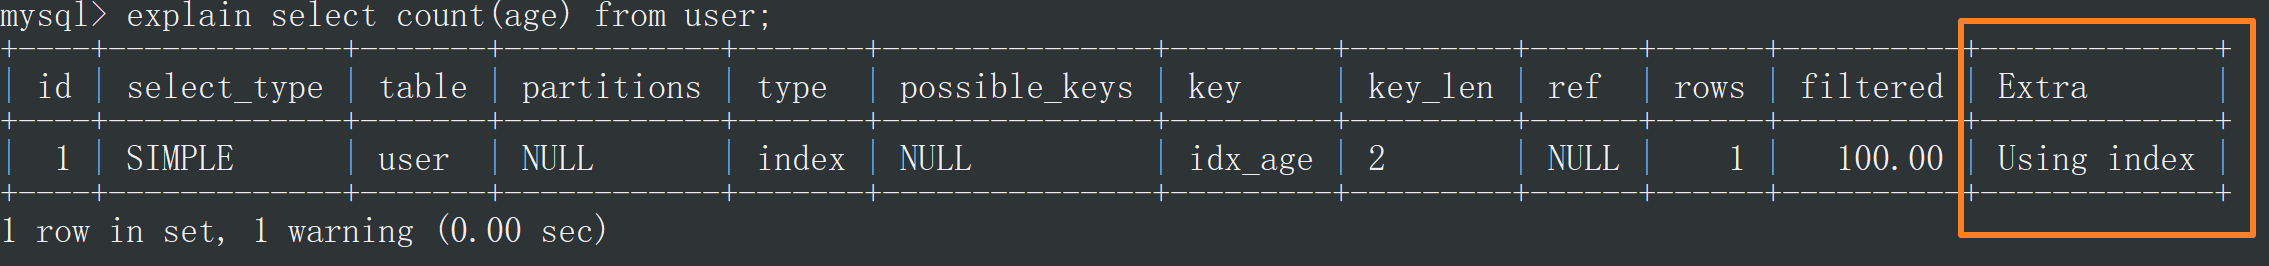 mysql> explain select count(age) from user;
+----+-------------+-------+------------+-------+---------------+---------+---------+------+------+----------+-------------+
| id | select_type | table | partitions | type | possible_keys | key | key_len | ref | rows | filtered | Extra |
+----+-------------+-------+------------+-------+---------------+---------+---------+------+------+----------+-------------+
| 1 | SIMPLE | user | NULL | index | NULL | idx_age | 2 | NULL | 1 | 100.00 | Using index |
+----+-------------+-------+------------+-------+---------------+---------+---------+------+------+----------+-------------+
1 row in set, 1 warning (0.00 sec)